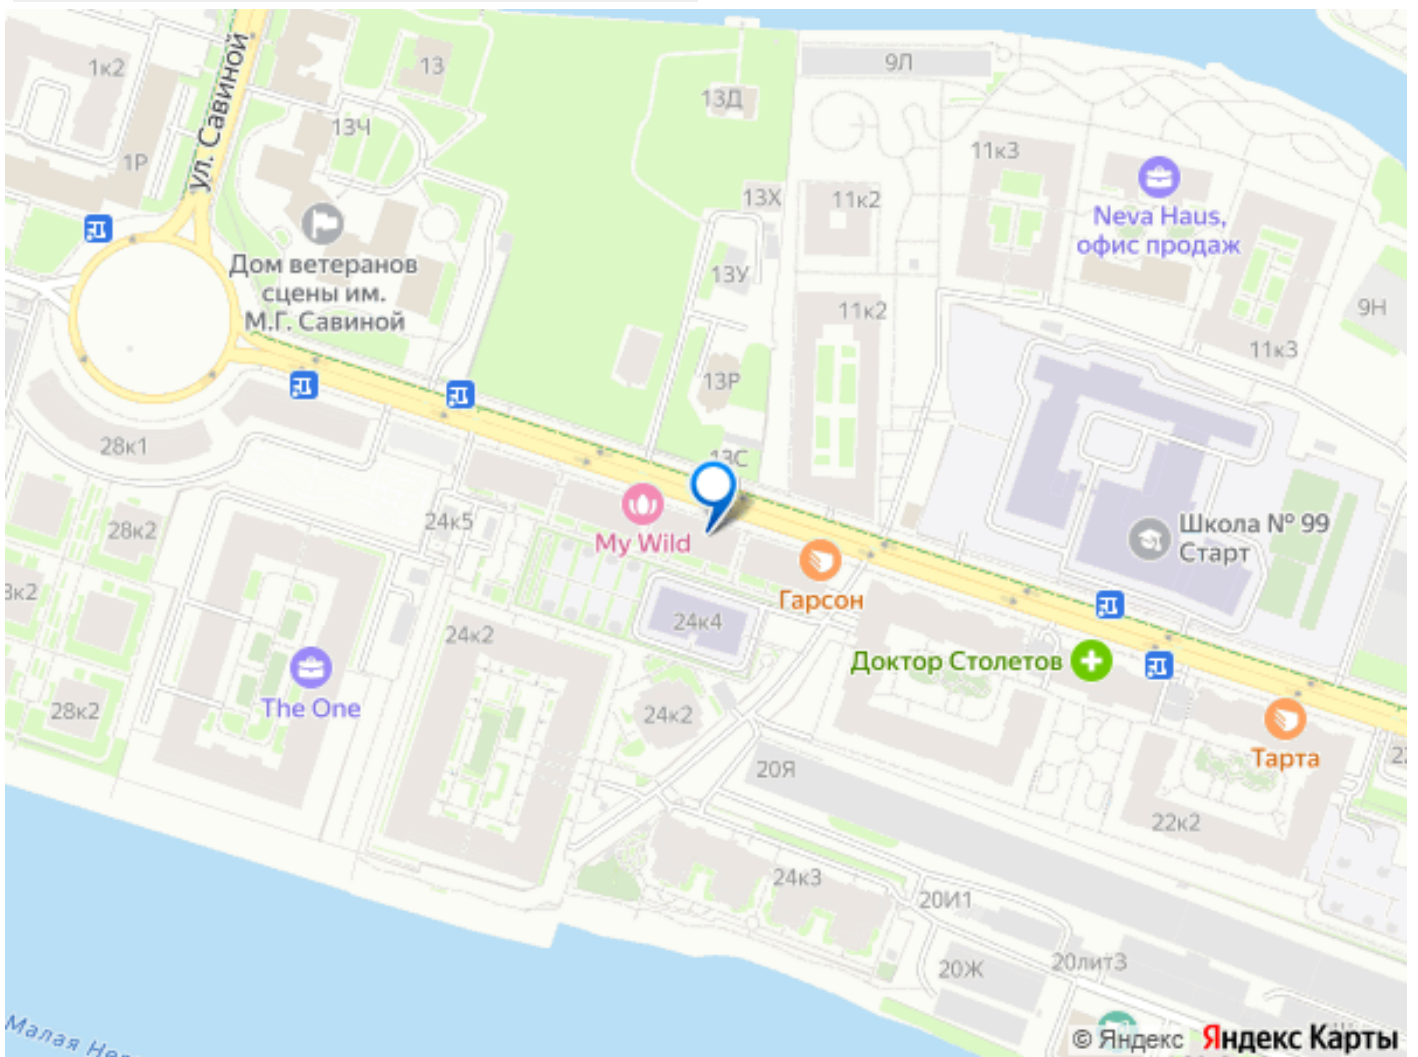 1к2
13
9Л
ул. Савиной
13Д
13Ч
1Р
11к3
13Х
11к2
Neva Haus,
офис продаж
Дом ветеранов
сцены им.
М.Г. Савиной
13У
11к2
9Н
11к3
13Р
28к1
13С
28к2
24к5
My Wild
Школа № 99
Старт
Гарсон
24к4
24к2
Доктор Столетов
The One
28к2
24к2
Тарта
20Я
22к2
24к3
20И1
20Ж
20литЗ
Малая
© Яндекс Яндекс Карты